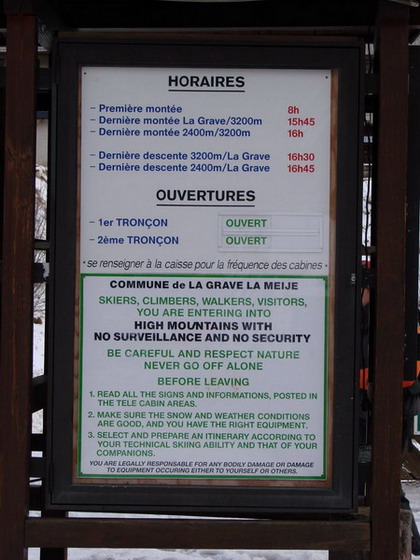 HORAIRES
- Première montée 8h
- Dernière montée La Grave/3200m 15h45
- Dernière montée 2400m/3200m 16h
- Dernière descente 3200m/La Grave 16h30
- Dernière descente 2400m/La Grave 16h45
OUVERTURES
- 1er TRONÇON OUVERT
- 2ème TRONÇON OUVERT
* se renseigner à la caisse pour la fréquence des cabines *
COMMUNE de LA GRAVE LA MEIJE
SKIERS, CLIMBERS, WALKERS, VISITORS,
YOU ARE ENTERING INTO
HIGH MOUNTAINS WITH
NO SURVEILLANCE AND NO SECURITY
BE CAREFUL AND RESPECT NATURE
NEVER GO OFF ALONE
BEFORE LEAVING
1. READ ALL THE SIGNS AND INFORMATIONS, POSTED IN
THE TELE CABIN AREAS.
2. MAKE SURE THE SNOW AND WEATHER CONDITIONS
ARE GOOD, AND YOU HAVE THE RIGHT EQUIPMENT.
3. SELECT AND PREPARE AN ITINERARY ACCORDING TO
YOUR TECHNICAL SKIING ABILITY AND THAT OF YOUR
COMPANIONS.
YOU ARE LEGALLY RESPONSIBLE FOR ANY BODILY DAMAGE OR DAMAGE
TO EQUIPMENT OCCURING EITHER TO YOURSELF OR OTHERS.